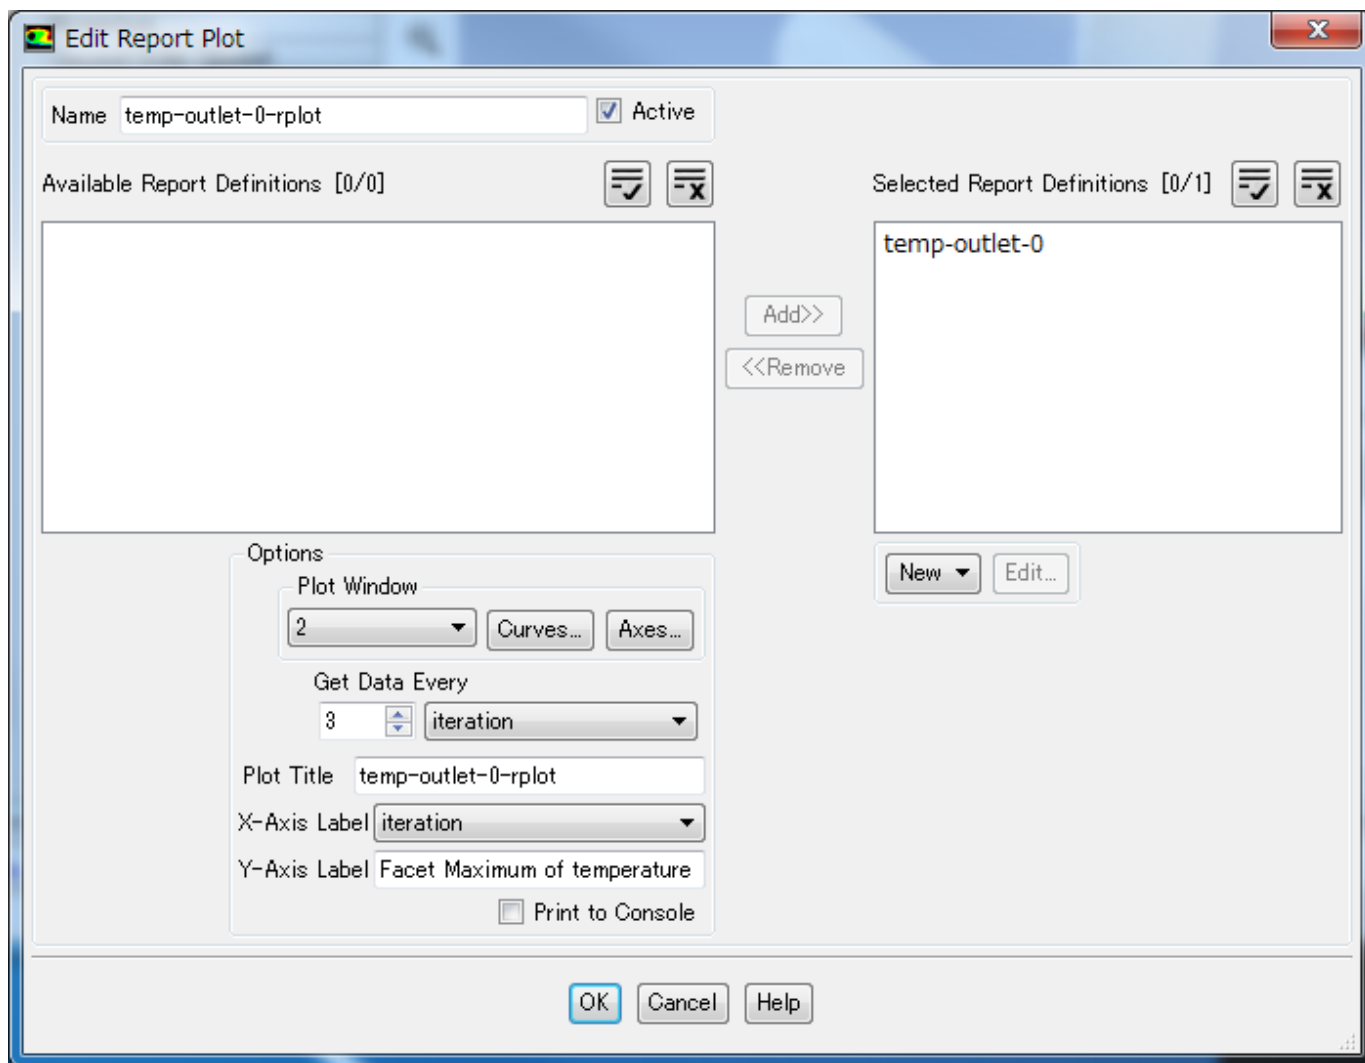 Edit Report Plot
Name temp-outlet-0-rplot Active
Available Report Definitions [0/0]
Selected Report Definitions [0/1]
temp-outlet-0
Add>>
<<Remove
Options
Plot Window
2 Curves... Axes...
Get Data Every
3 iteration
Plot Title temp-outlet-0-rplot
X-Axis Label iteration
Y-Axis Label Facet Maximum of temperature
Print to Console
New Edit...
OK Cancel Help